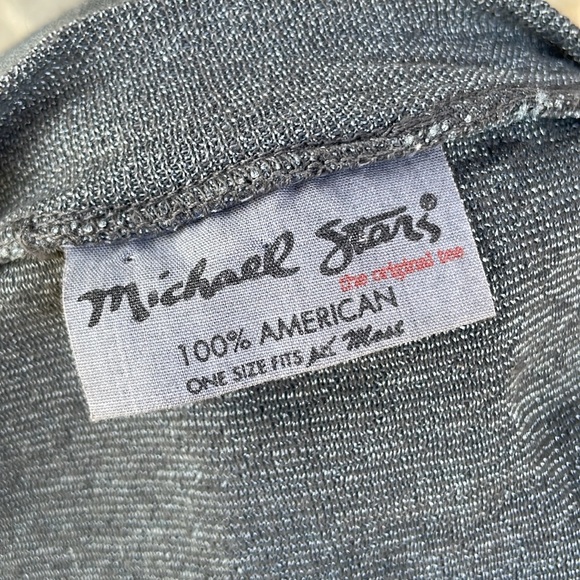 Michael Stars
the original tee
100% AMERICAN
ONE SIZE FITS Most